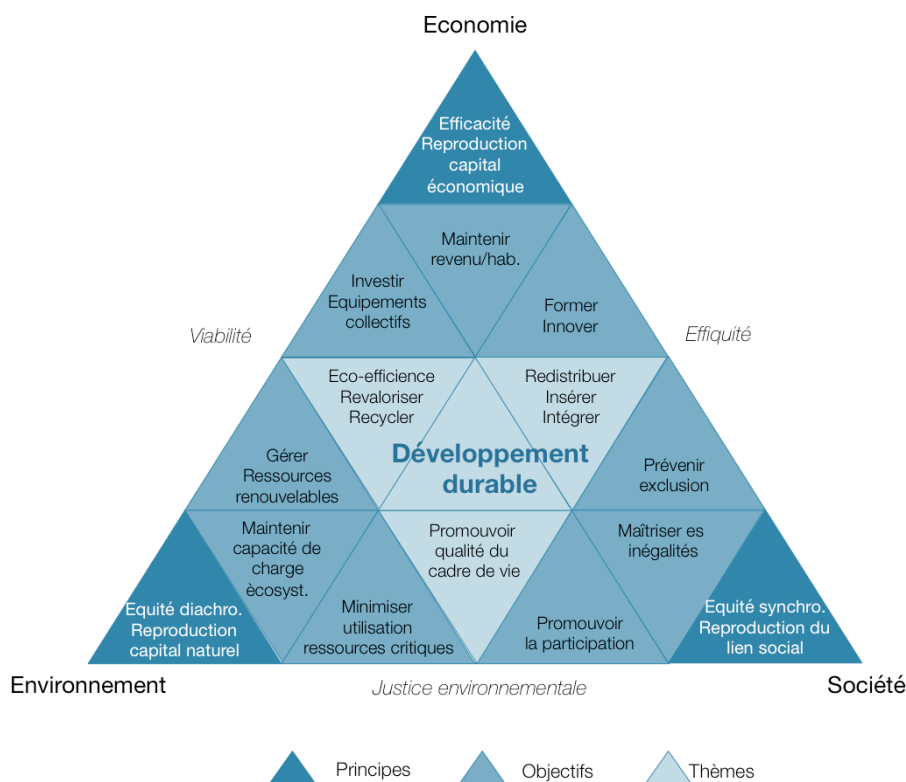 Economie
Efficacité
Reproduction
capital
économique
Maintenir
revenu/hab.
Investir
Equipements
collectifs
Former
Innover
Viabilité
Effiquité
Eco-efficience
Revaloriser
Recycler
Redistribuer
Insérer
Intégrer
Développement
durable
Gérer
Ressources
renouvelables
Prévenir
exclusion
Maintenir
capacité de
charge
ècosyst.
Promouvoir
qualité du
cadre de vie
Maîtriser es
inégalités
Equité diachro.
Reproduction
capital naturel
Minimiser
utilisation
ressources critiques
Promouvoir
la participation
Equité synchro.
Reproduction du
lien social
Environnement
Justice environnementale
Société
Principes
Objectifs
Thèmes